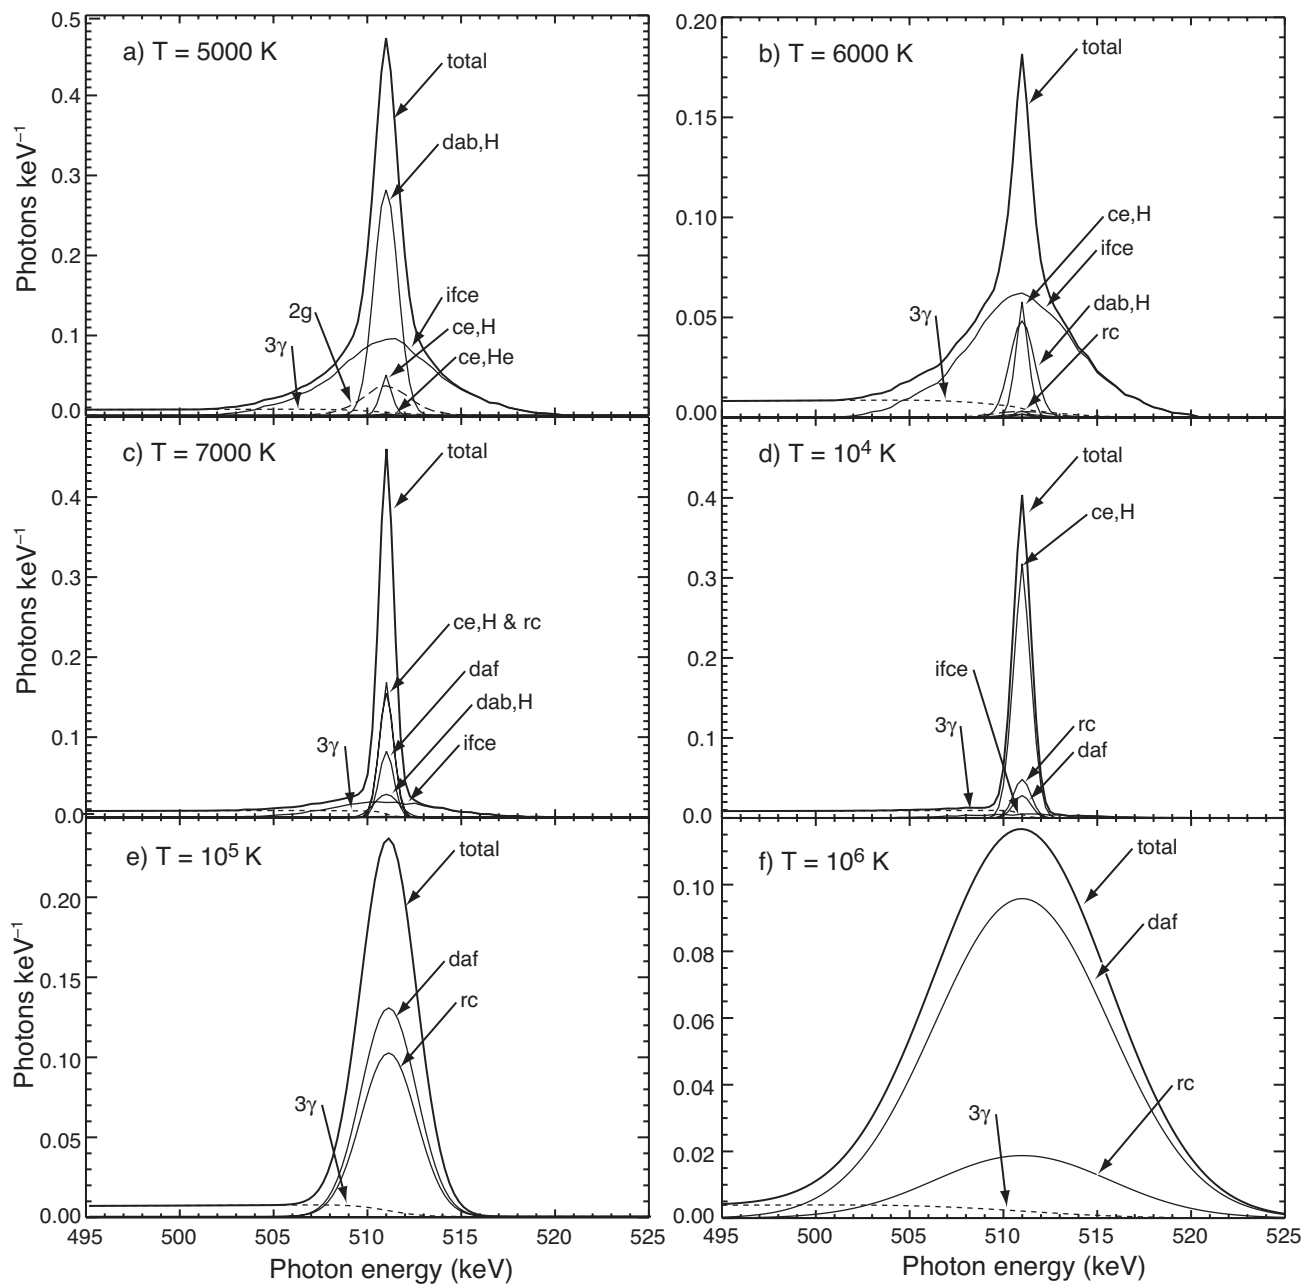 a) T = 5000 K
total
dab,H
ifce
2g
ce,H
3γ
ce,He
0.5
0.4
0.3
0.2
0.1
0.0
Photons keV⁻¹
b) T = 6000 K
total
ce,H
ifce
dab,H
3γ
rc
0.20
0.15
0.10
0.05
0.00
c) T = 7000 K
total
ce,H & rc
daf
dab,H
3γ
ifce
0.4
0.3
0.2
0.1
0.0
Photons keV⁻¹
d) T = 10⁴ K
total
ce,H
ifce
3γ
rc
daf
0.4
0.3
0.2
0.1
0.0
e) T = 10⁵ K
total
daf
rc
3γ
0.20
0.15
0.10
0.05
0.00
Photons keV⁻¹
495 500 505 510 515 520 525
Photon energy (keV)
f) T = 10⁶ K
total
daf
rc
3γ
0.10
0.08
0.06
0.04
0.02
0.00
495 500 505 510 515 520 525
Photon energy (keV)